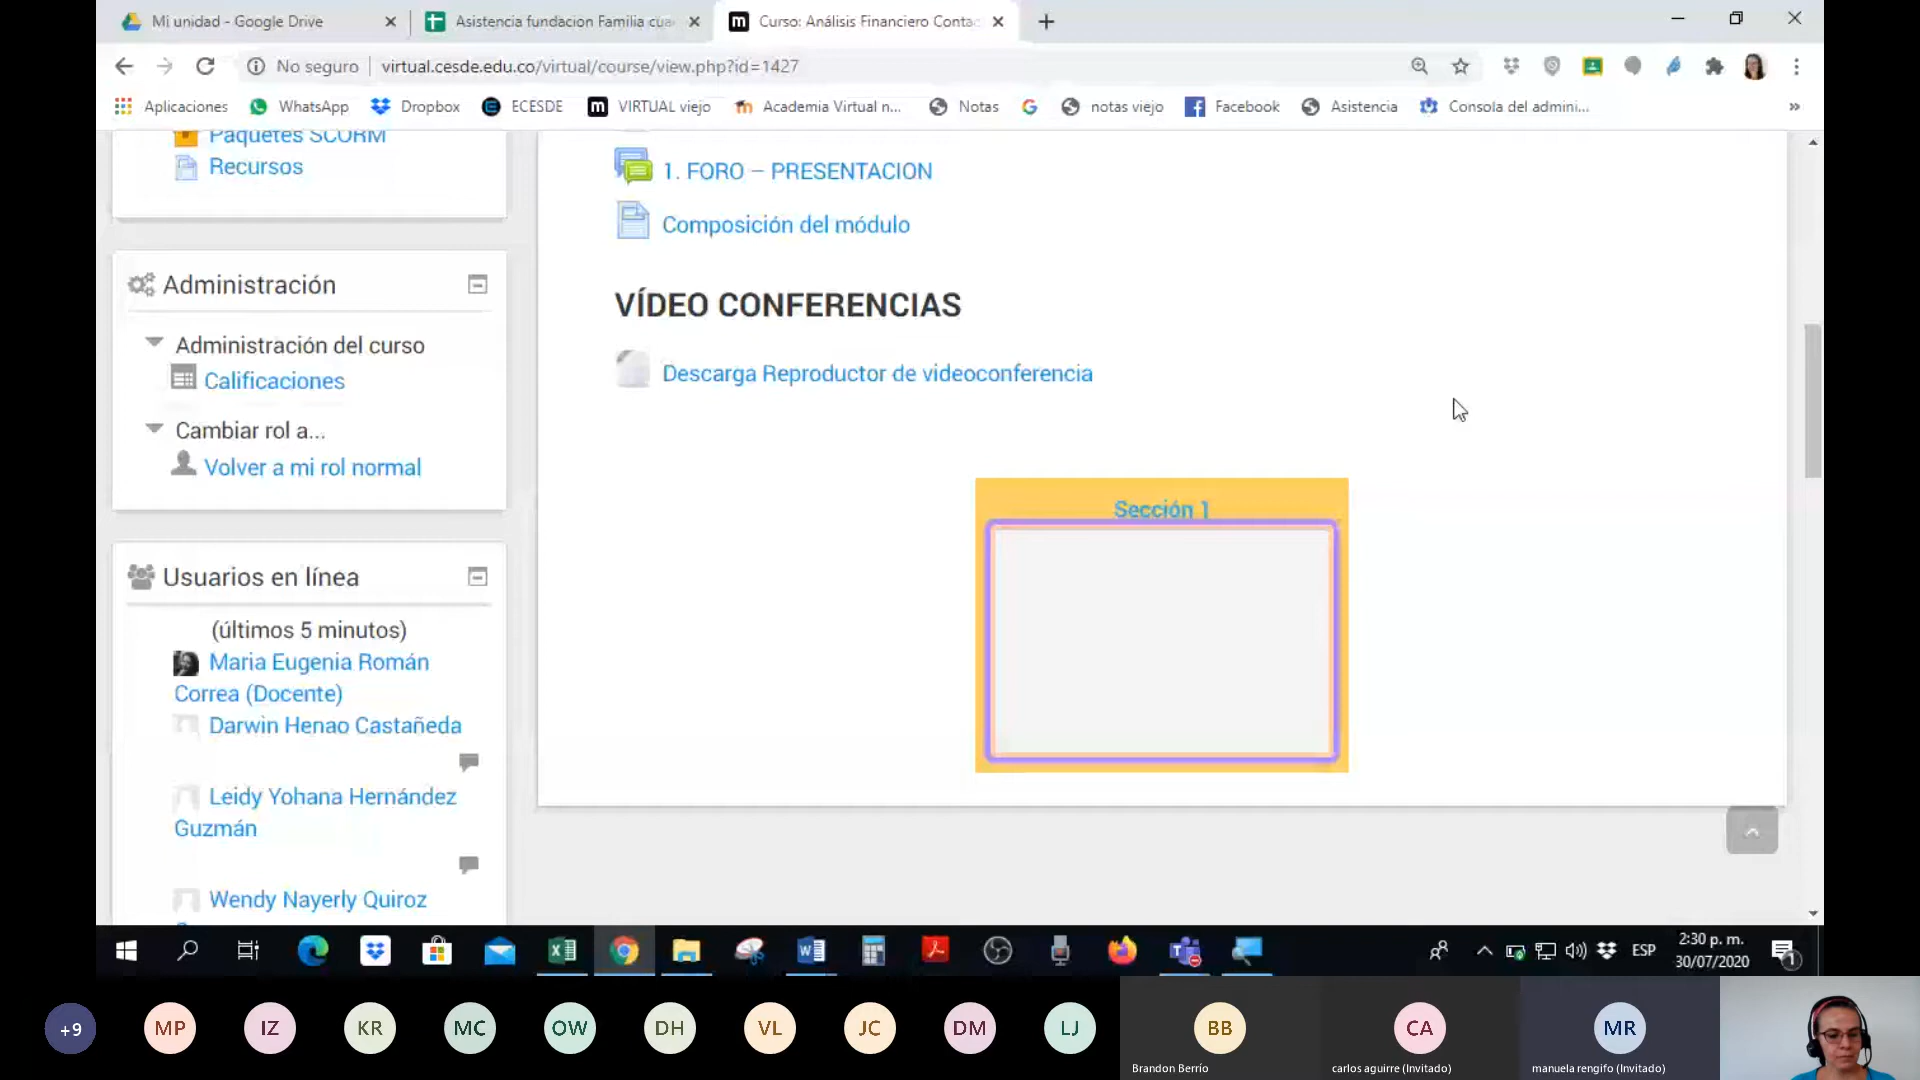 Mi unidad - Google Drive
Asistencia fundacion Familia cua
Curso: Análisis Financiero Contac
No seguro
virtual.cesde.edu.co/virtual/course/view.php?id=1427
Aplicaciones
WhatsApp
Dropbox
ECESDE
VIRTUAL viejo
Academia Virtual n...
Notas
notas viejo
Facebook
Asistencia
Consola del admini...
»
Paquetes SCORM
Recursos
Administración
Administración del curso
Calificaciones
Cambiar rol a...
Volver a mi rol normal
Usuarios en línea
(últimos 5 minutos)
Maria Eugenia Román
Correa (Docente)
Darwin Henao Castañeda
Leidy Yohana Hernández
Guzmán
Wendy Nayerly Quiroz
1. FORO – PRESENTACION
Composición del módulo
VÍDEO CONFERENCIAS
Descarga Reproductor de videoconferencia
Sección 1
ESP
2:30 p. m.
30/07/2020
1
+9
MP
IZ
KR
MC
OW
DH
VL
JC
DM
LJ
BB
Brandon Berrío
CA
carlos aguirre (Invitado)
MR
manuela rengifo (Invitado)